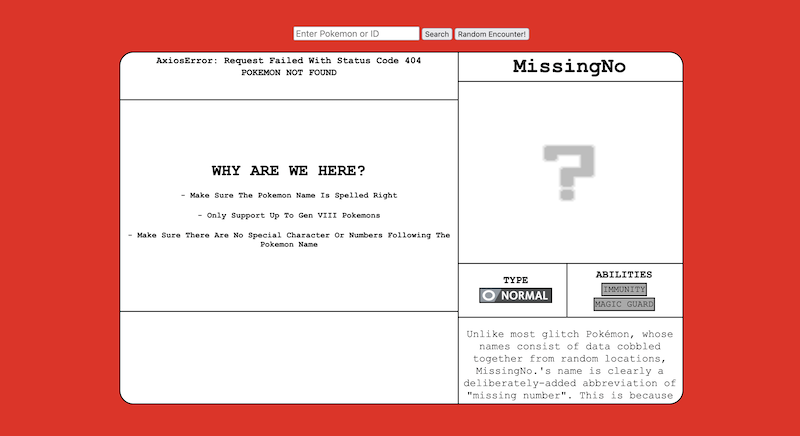 Enter Pokemon or ID
Search
Random Encounter!
AxiosError: Request Failed With Status Code 404
POKEMON NOT FOUND
WHY ARE WE HERE?
- Make Sure The Pokemon Name Is Spelled Right
- Only Support Up To Gen VIII Pokemons
- Make Sure There Are No Special Character Or Numbers Following The
Pokemon Name
MissingNo
?
TYPE
NORMAL
ABILITIES
IMMUNITY
MAGIC GUARD
Unlike most glitch Pokémon, whose
names consist of data cobbled
together from random locations,
MissingNo.'s name is clearly a
deliberately-added abbreviation of
"missing number". This is because